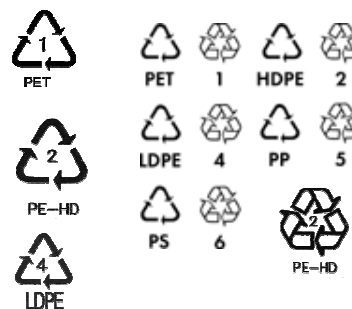 1
PET
2
PE-HD
4
LDPE
PET 1 HDPE 2
LDPE 4 PP 5
PS 6
2
PE-HD